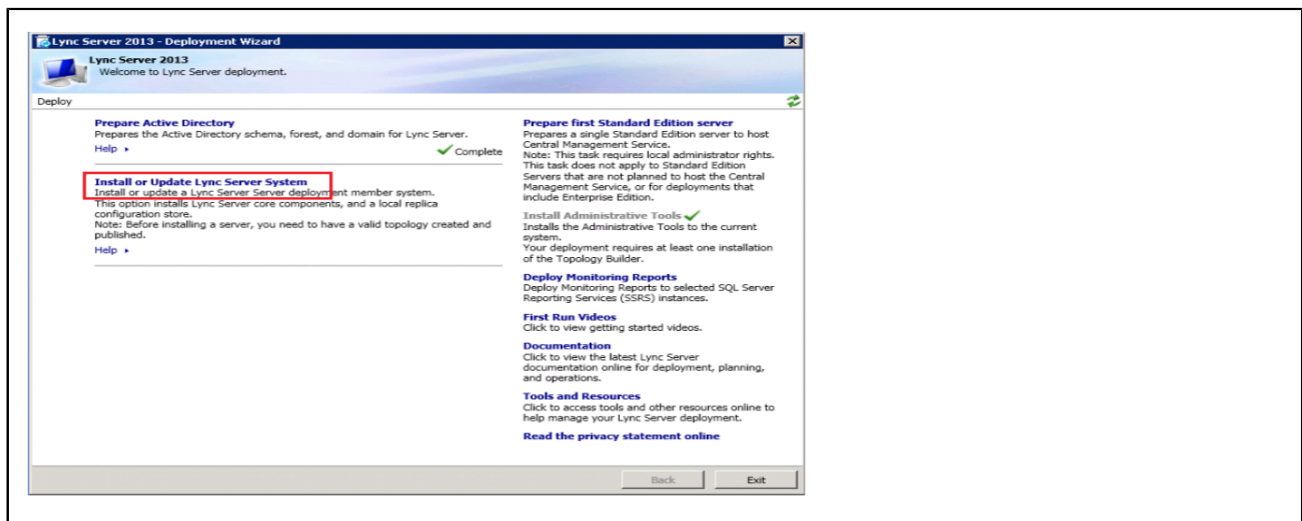 Lync Server 2013 - Deployment Wizard
Lync Server 2013
Welcome to Lync Server deployment.
Deploy
Prepare Active Directory
Prepares the Active Directory schema, forest, and domain for Lync Server.
Help
Complete
Install or Update Lync Server System
Install or update a Lync Server Server deployment member system.
This option installs Lync Server core components, and a local replica
configuration store.
Note: Before installing a server, you need to have a valid topology created and
published.
Help
Prepare first Standard Edition server
Prepares a single Standard Edition server to host
Central Management Service.
Note: This task requires local administrator rights.
This task does not apply to Standard Edition
Servers that are not planned to host the Central
Management Service, or for deployments that
include Enterprise Edition.
Install Administrative Tools
Installs the Administrative Tools to the current
system.
Your deployment requires at least one installation
of the Topology Builder.
Deploy Monitoring Reports
Deploy Monitoring Reports to selected SQL Server
Reporting Services (SSRS) instances.
First Run Videos
Click to view getting started videos.
Documentation
Click to view the latest Lync Server
documentation online for deployment, planning,
and operations.
Tools and Resources
Click to access tools and other resources online to
help manage your Lync Server deployment.
Read the privacy statement online
Back
Exit